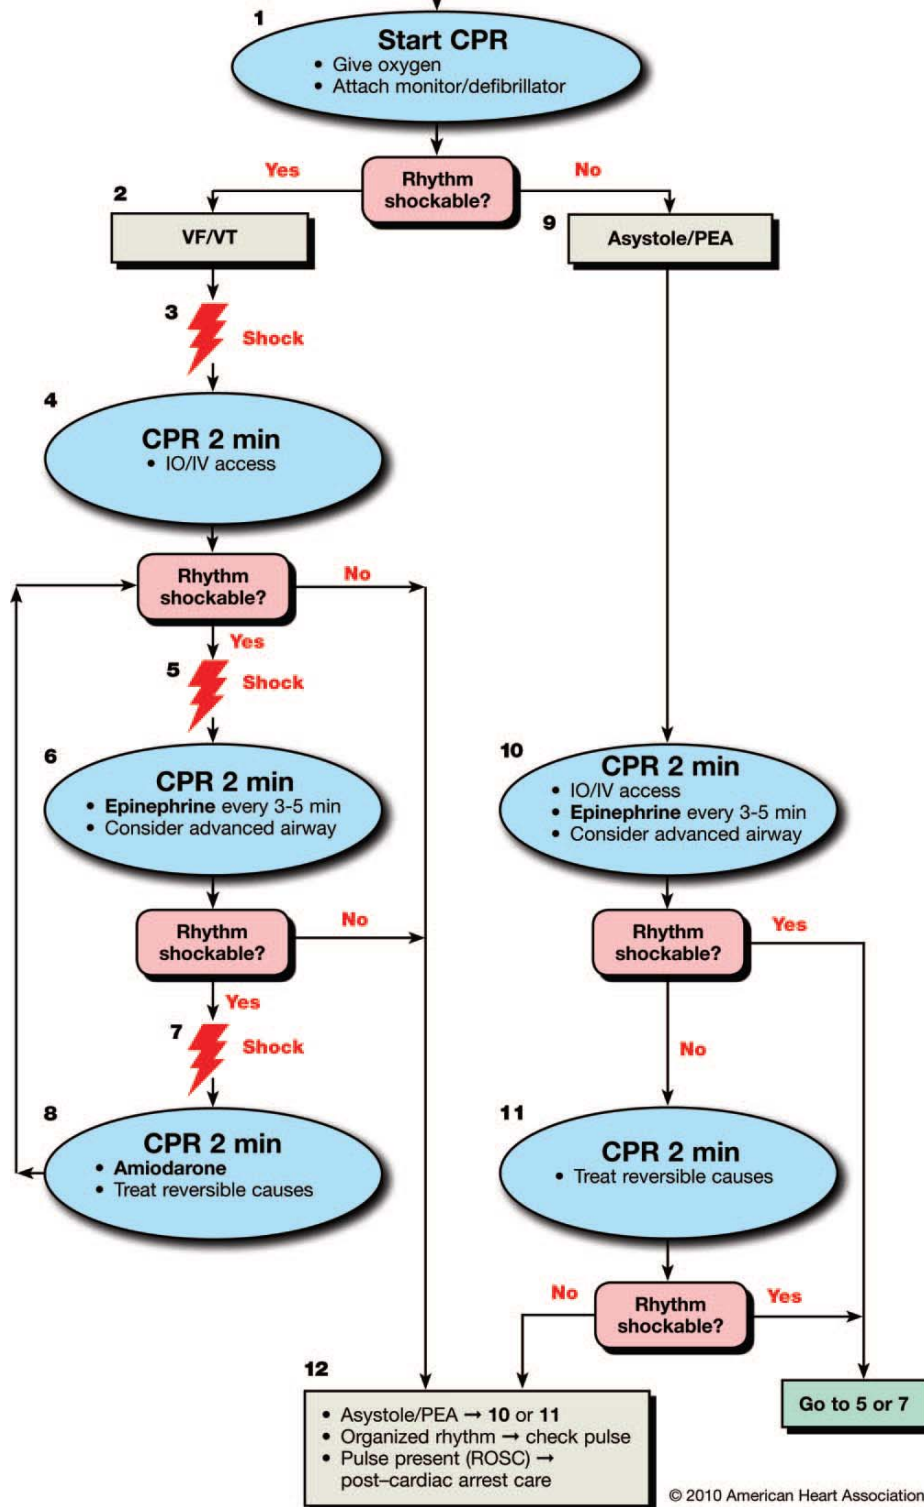 1
Start CPR
• Give oxygen
• Attach monitor/defibrillator
Rhythm
shockable?
Yes
No
2
VF/VT
9
Asystole/PEA
3
Shock
4
CPR 2 min
• IO/IV access
Rhythm
shockable?
No
Yes
5
Shock
6
CPR 2 min
• Epinephrine every 3-5 min
• Consider advanced airway
10
CPR 2 min
• IO/IV access
• Epinephrine every 3-5 min
• Consider advanced airway
Rhythm
shockable?
No
Yes
Rhythm
shockable?
Yes
No
7
Shock
8
CPR 2 min
• Amiodarone
• Treat reversible causes
11
CPR 2 min
• Treat reversible causes
Rhythm
shockable?
No
Yes
12
• Asystole/PEA → 10 or 11
• Organized rhythm → check pulse
• Pulse present (ROSC) →
post–cardiac arrest care
Go to 5 or 7
© 2010 American Heart Association